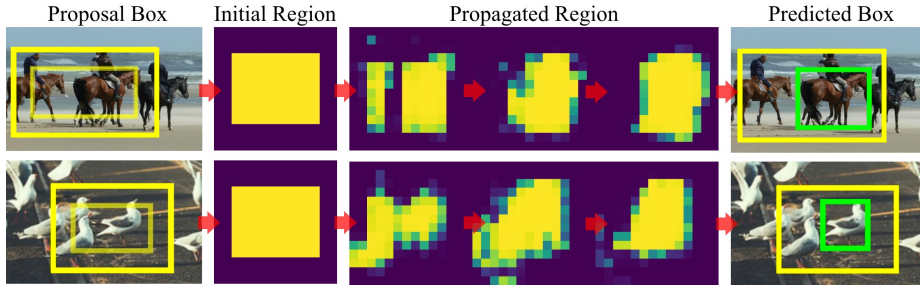 Proposal Box
Initial Region
Propagated Region
Predicted Box